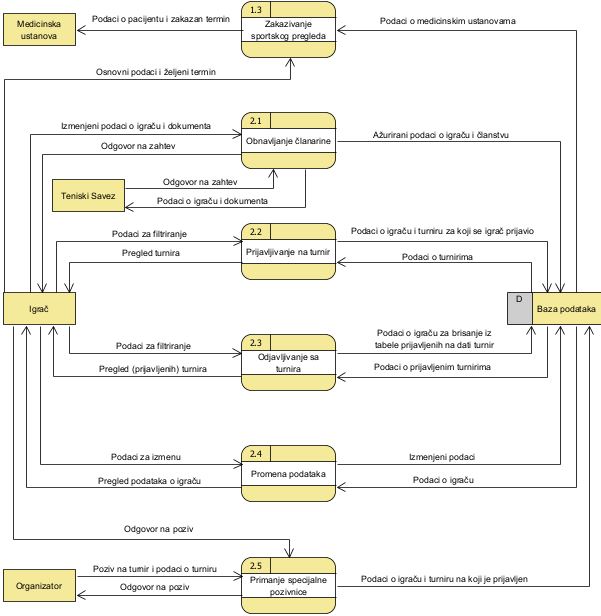 1.3
Medicinska
ustanova
Podaci o pacijentu i zakazan termin
Zakazivanje
sportskog pregleda
Podaci o medicinskim ustanovama
Osnovni podaci i željeni termin
2.1
Izmenjeni podaci o igraču i dokumenta
Obnavljanje članarine
Ažurirani podaci o igraču i članstvu
Odgovor na zahtev
Teniski Savez
Odgovor na zahtev
Podaci o igraču i dokumenta
2.2
Podaci za filtriranje
Prijavljivanje na turnir
Podaci o igraču i turniru za koji se igrač prijavio
Pregled turnira
Podaci o turnirima
Igrač
D
Baza podataka
2.3
Podaci za filtriranje
Odjavljivanje sa
turnira
Podaci o igraču za brisanje iz
tabele prijavljenih na dati turnir
Pregled (prijavljenih) turnira
Podaci o prijavljenim turnirima
2.4
Podaci za izmenu
Promena podataka
Izmenjeni podaci
Pregled podataka o igraču
Podaci o igraču
Odgovor na poziv
2.5
Organizator
Poziv na turnir i podaci o turniru
Primanje specijalne
pozivnice
Podaci o igraču i turniru na koji je prijavljen
Odgovor na poziv